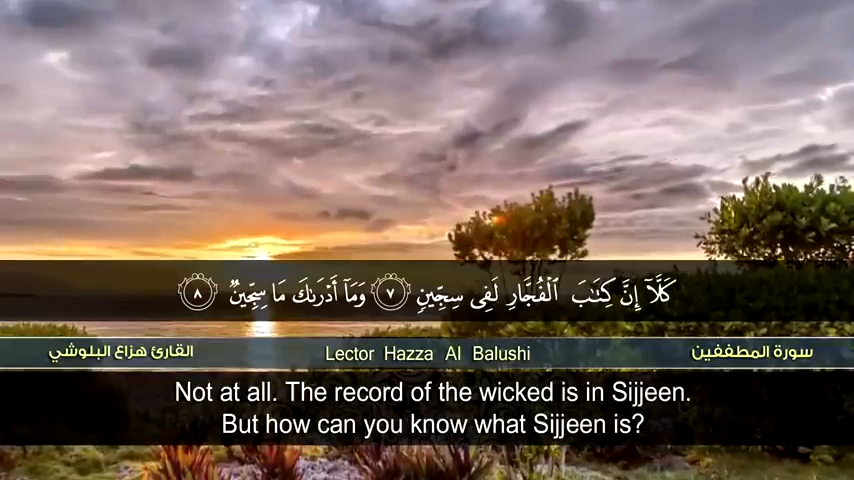 كَلَّآ إِنَّ كِتَٰبَ ٱلْفُجَّارِ لَفِى سِجِّينٍ ٧ وَمَآ أَدْرَىٰكَ مَا سِجِّينٌ ٨
سورة المطففين
Lector Hazza Al Balushi
القارئ هزاع البلوشي
Not at all. The record of the wicked is in Sijjeen.
But how can you know what Sijjeen is?